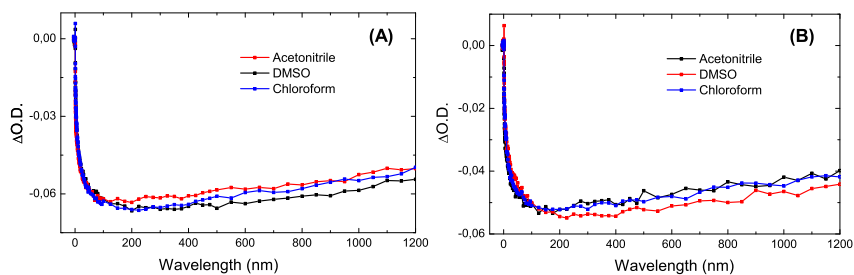 (A)
Acetonitrile
DMSO
Chloroform
ΔO.D.
0,00
-0,03
-0,06
0 200 400 600 800 1000 1200
Wavelength (nm)
(B)
Acetonitrile
DMSO
Chloroform
ΔO.D.
0,00
-0,02
-0,04
-0,06
0 200 400 600 800 1000 1200
Wavelength (nm)